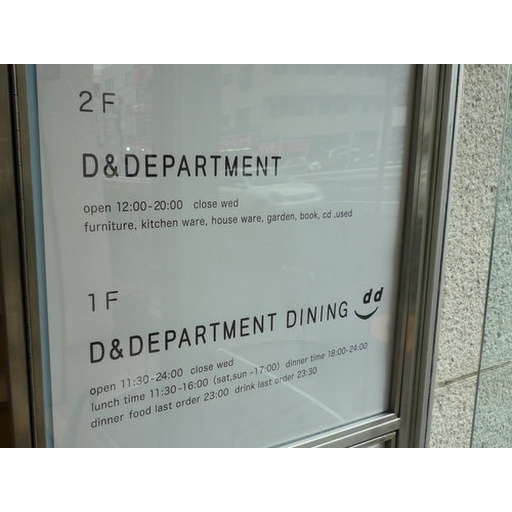 2F
D&DEPARTMENT
open 12:00-20:00 close wed
furniture, kitchen ware, house ware, garden, book, cd ,used
1F
D&DEPARTMENT DINING dd
open 11:30-24:00 close wed
lunch time 11:30-16:00 (sat,sun -17:00) dinner time 18:00-24:00
dinner food last order 23:00 drink last order 23:30